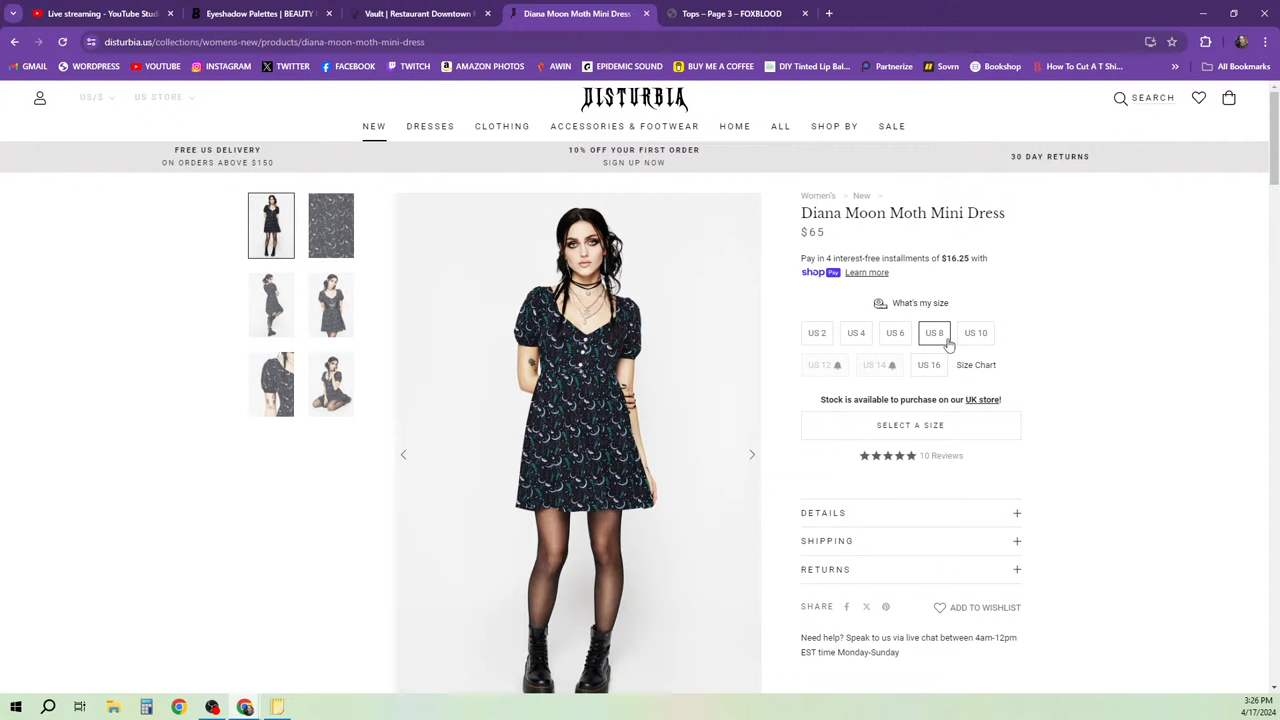 Live streaming - YouTube S
Eyeshadow Palettes | BEAUTY
Vault | Restaurant Downtown
Diana Moon Moth Mini Dress
Tops – Page 3 – FOXBLOOD
disturbia.us/collections/womens-new/products/diana-moon-moth-mini-dress
GMAIL
WORDPRESS
YOUTUBE
INSTAGRAM
TWITTER
FACEBOOK
TWITCH
AMAZON PHOTOS
AWIN
EPIDEMIC SOUND
BUY ME A COFFEE
DIY Tinted Lip Bal...
Partnerize
Sovrn
Bookshop
How To Cut A T Shi...
All Bookmarks
US/$ US STORE
DISTURBIA
SEARCH
NEW DRESSES CLOTHING ACCESSORIES & FOOTWEAR HOME ALL SHOP BY SALE
FREE US DELIVERY
ON ORDERS ABOVE $150
10% OFF YOUR FIRST ORDER
SIGN UP NOW
30 DAY RETURNS
Women's > New >
Diana Moon Moth Mini Dress
$65
Pay in 4 interest-free installments of $16.25 with
shop Pay Learn more
What's my size
US 2 US 4 US 6 US 8 US 10
US 12 US 14 US 16 Size Chart
Stock is available to purchase on our UK store!
SELECT A SIZE
10 Reviews
DETAILS
SHIPPING
RETURNS
SHARE
ADD TO WISHLIST
Need help? Speak to us via live chat between 4am-12pm
EST time Monday-Sunday
3:26 PM
4/17/2024